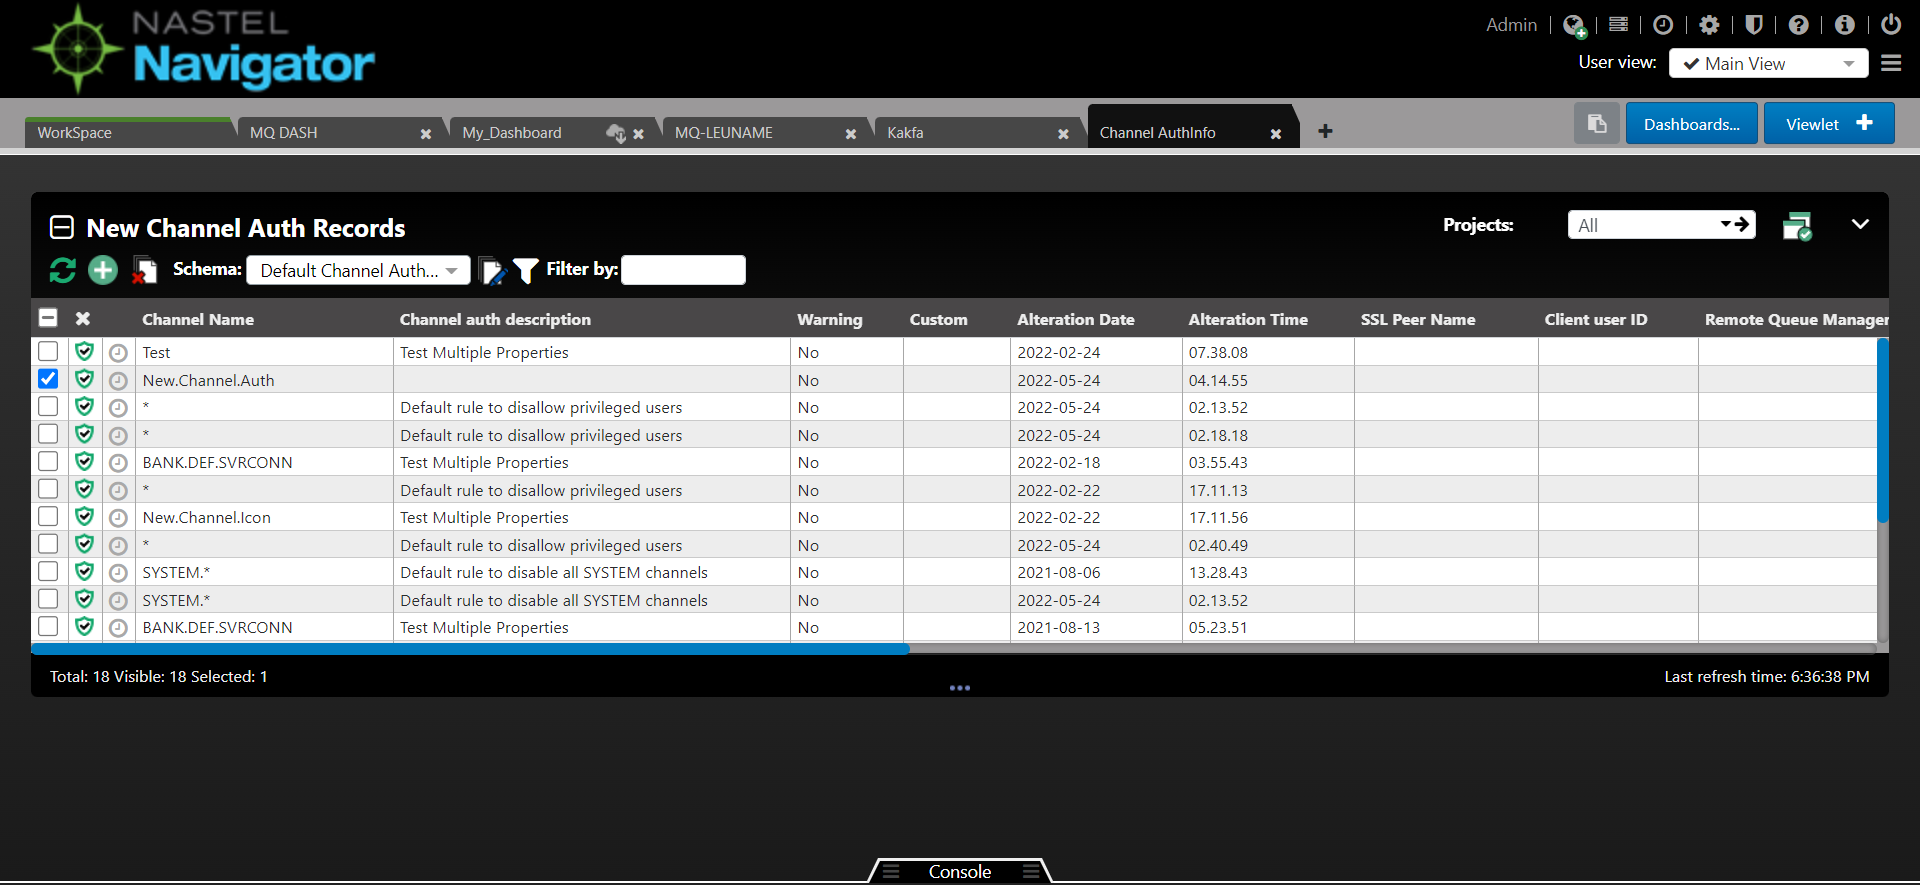 NASTEL
Navigator
Admin
User view: Main View
WorkSpace MQ DASH My_Dashboard MQ-LEUNAME Kakfa Channel AuthInfo Dashboards... Viewlet
New Channel Auth Records Projects: All
Schema: Default Channel Auth... Filter by:
Channel Name Channel auth description Warning Custom Alteration Date Alteration Time SSL Peer Name Client user ID Remote Queue Manager
Test Test Multiple Properties No 2022-02-24 07.38.08
New.Channel.Auth No 2022-05-24 04.14.55
* Default rule to disallow privileged users No 2022-05-24 02.13.52
* Default rule to disallow privileged users No 2022-05-24 02.18.18
BANK.DEF.SVRCONN Test Multiple Properties No 2022-02-18 03.55.43
* Default rule to disallow privileged users No 2022-02-22 17.11.13
New.Channel.Icon Test Multiple Properties No 2022-02-22 17.11.56
* Default rule to disallow privileged users No 2022-05-24 02.40.49
SYSTEM.* Default rule to disable all SYSTEM channels No 2021-08-06 13.28.43
SYSTEM.* Default rule to disable all SYSTEM channels No 2022-05-24 02.13.52
BANK.DEF.SVRCONN Test Multiple Properties No 2021-08-13 05.23.51
Total: 18 Visible: 18 Selected: 1 Last refresh time: 6:36:38 PM
Console